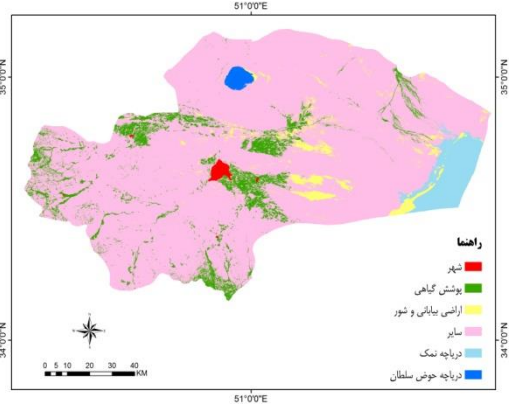 51°0'0"E
35°0'0"N
35°0'0"N
راهنما
شهر
پوشش گیاهی
اراضی بیابانی و شور
سایر
دریاچه نمک
دریاچه حوض سلطان
34°0'0"N
34°0'0"N
0 5 10 20 30 40
KM
51°0'0"E